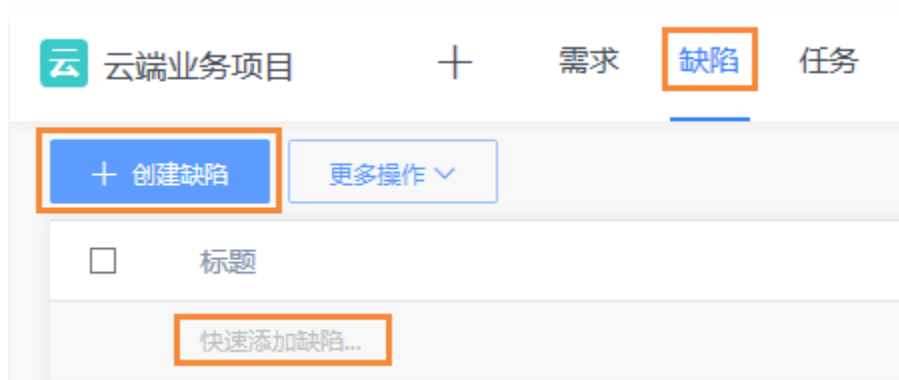 云 云端业务项目 + 需求 缺陷 任务
+ 创建缺陷 更多操作
标题
快速添加缺陷...